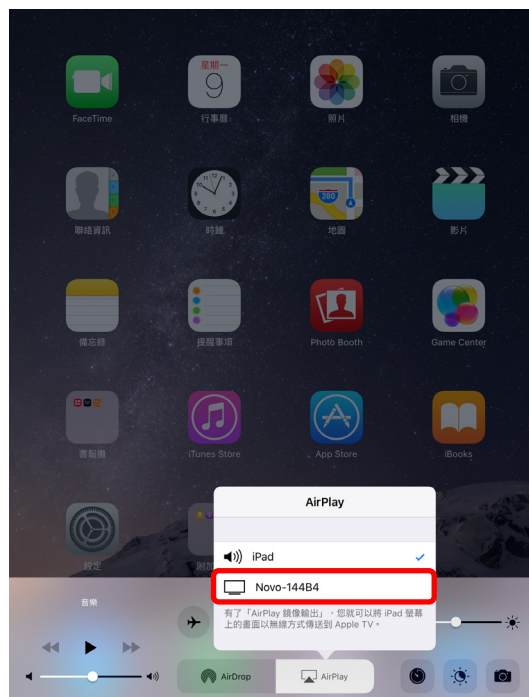 星期一
9
FaceTime
行事曆
照片
相機
12
280
聯絡資訊
時鐘
地圖
影片
備忘錄
提醒事項
Photo Booth
Game Center
書報攤
iTunes Store
App Store
iBooks
AirPlay
iPad
設定
附加
Novo-144B4
音樂
有了「AirPlay 鏡像輸出」，您就可以將 iPad 螢幕
上的畫面以無線方式傳送到 Apple TV。
AirDrop
AirPlay